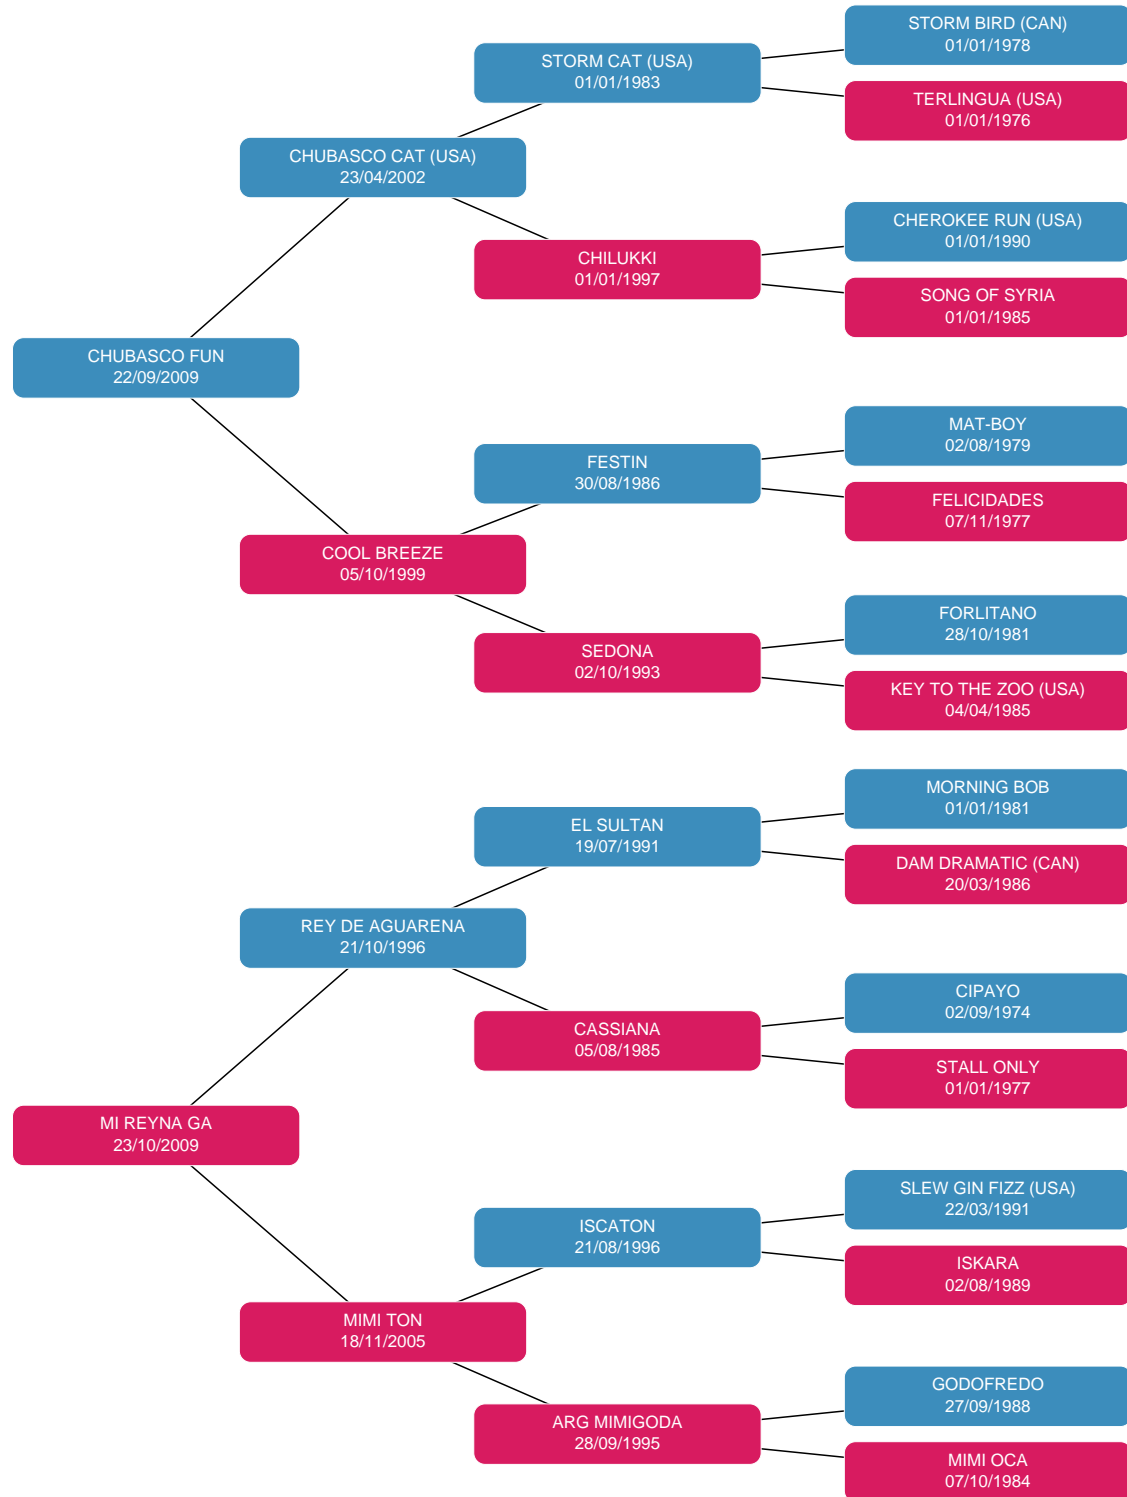 STORM BIRD (CAN)
01/01/1978
STORM CAT (USA)
01/01/1983
TERLINGUA (USA)
01/01/1976
CHUBASCO CAT (USA)
23/04/2002
CHEROKEE RUN (USA)
01/01/1990
CHILUKKI
01/01/1997
SONG OF SYRIA
01/01/1985
CHUBASCO FUN
22/09/2009
MAT-BOY
02/08/1979
FESTIN
30/08/1986
FELICIDADES
07/11/1977
COOL BREEZE
05/10/1999
FORLITANO
28/10/1981
SEDONA
02/10/1993
KEY TO THE ZOO (USA)
04/04/1985
MORNING BOB
01/01/1981
EL SULTAN
19/07/1991
DAM DRAMATIC (CAN)
20/03/1986
REY DE AGUARENA
21/10/1996
CIPAYO
02/09/1974
CASSIANA
05/08/1985
STALL ONLY
01/01/1977
MI REYNA GA
23/10/2009
SLEW GIN FIZZ (USA)
22/03/1991
ISCATON
21/08/1996
ISKARA
02/08/1989
MIMI TON
18/11/2005
GODOFREDO
27/09/1988
ARG MIMIGODA
28/09/1995
MIMI OCA
07/10/1984